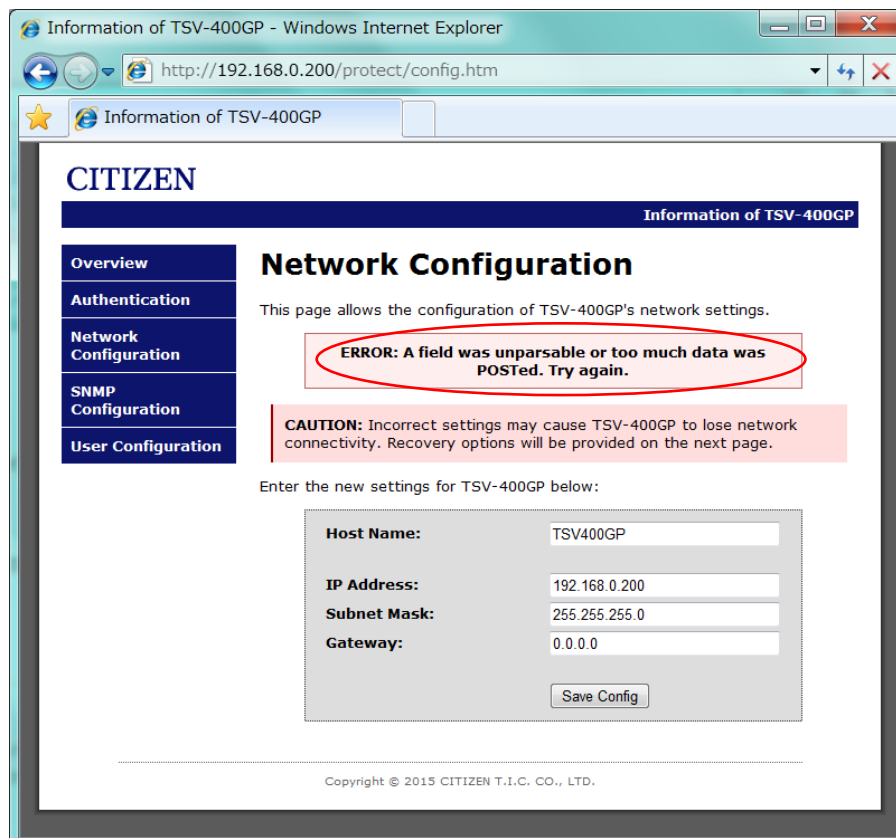 Information of TSV-400GP - Windows Internet Explorer
http://192.168.0.200/protect/config.htm
Information of TSV-400GP
CITIZEN
Information of TSV-400GP
Overview
Authentication
Network
Configuration
SNMP
Configuration
User Configuration
Network Configuration
This page allows the configuration of TSV-400GP's network settings.
ERROR: A field was unparsable or too much data was
POSTed. Try again.
CAUTION: Incorrect settings may cause TSV-400GP to lose network
connectivity. Recovery options will be provided on the next page.
Enter the new settings for TSV-400GP below:
Host Name: TSV400GP
IP Address: 192.168.0.200
Subnet Mask: 255.255.255.0
Gateway: 0.0.0.0
Save Config
Copyright © 2015 CITIZEN T.I.C. CO., LTD.